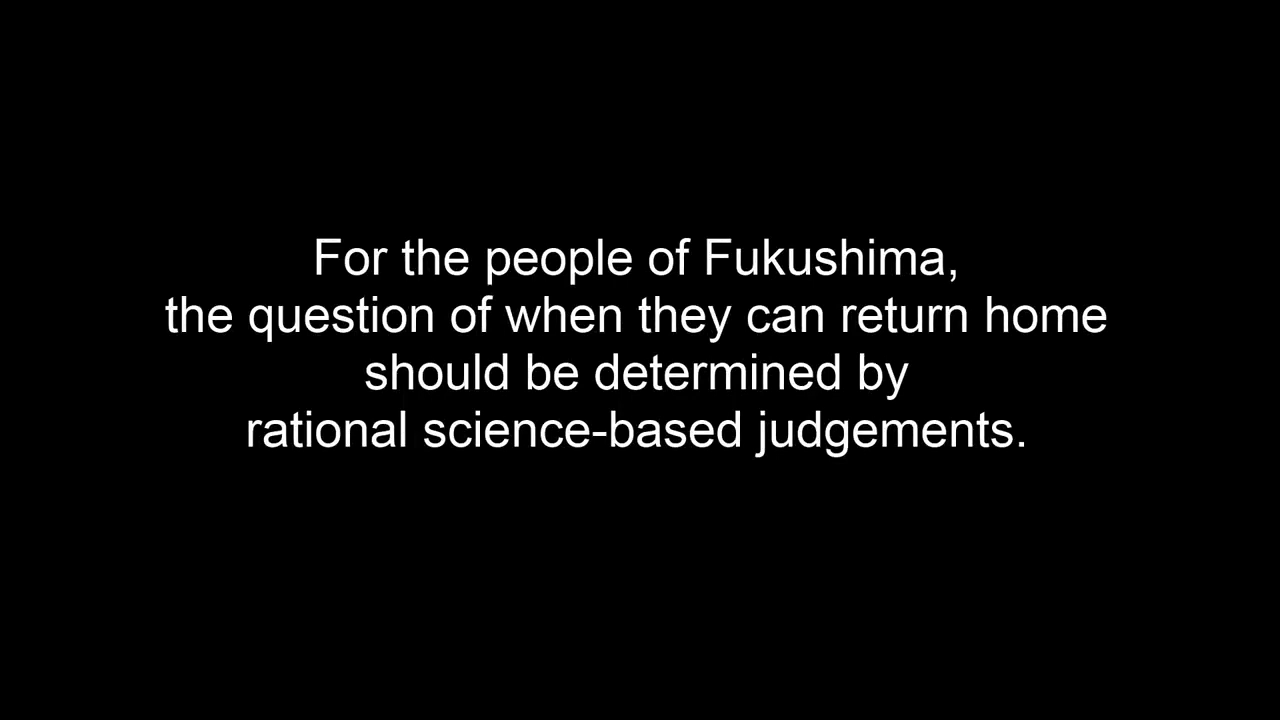 For the people of Fukushima,
the question of when they can return home
should be determined by
rational science-based judgements.